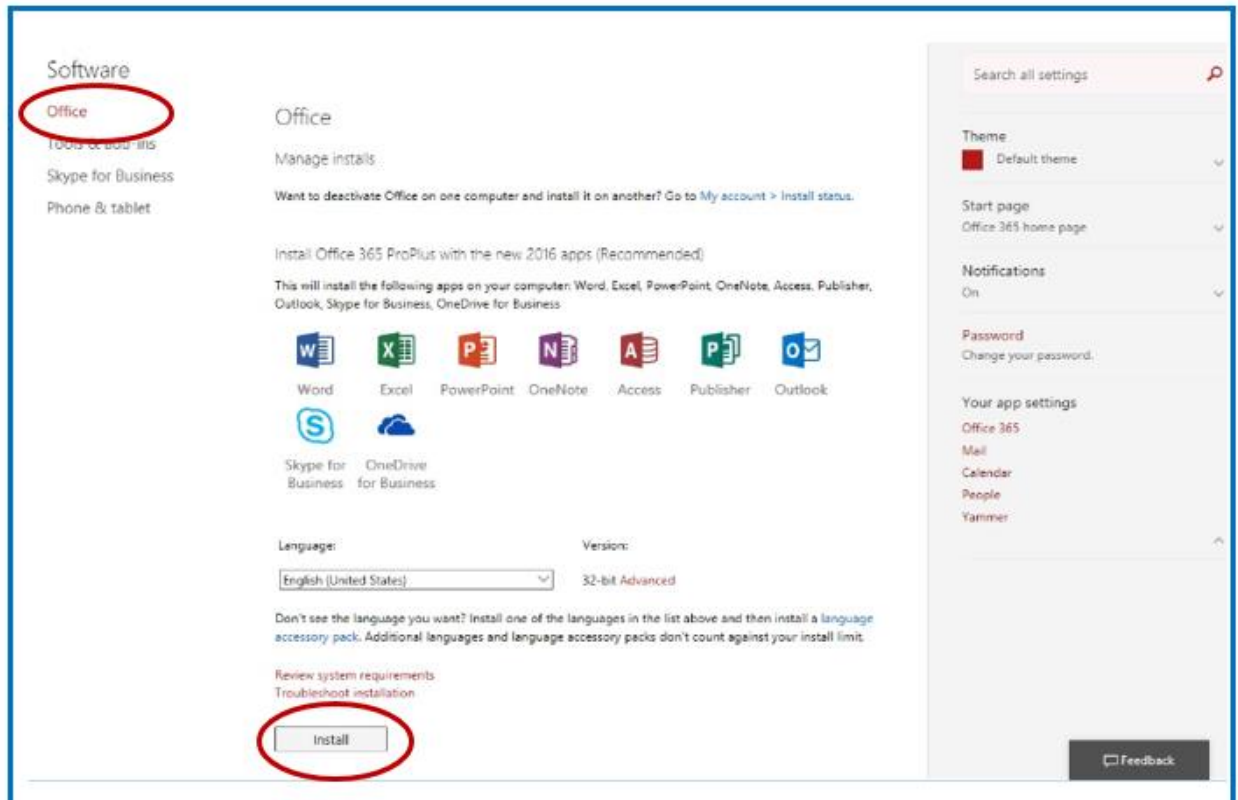 Software
Office
Tools & add-ins
Skype for Business
Phone & tablet
Office
Manage installs
Want to deactivate Office on one computer and install it on another? Go to My account > Install status.
Install Office 365 ProPlus with the new 2016 apps (Recommended)
This will install the following apps on your computer: Word, Excel, PowerPoint, OneNote, Access, Publisher,
Outlook, Skype for Business, OneDrive for Business
Word Excel PowerPoint OneNote Access Publisher Outlook
Skype for Business
OneDrive for Business
Language: Version:
English (United States) 32-bit Advanced
Don't see the language you want? Install one of the languages in the list above and then install a language
accessory pack. Additional languages and language accessory packs don't count against your install limit.
Review system requirements
Troubleshoot installation
Install
Search all settings
Theme
Default theme
Start page
Office 365 home page
Notifications
On
Password
Change your password.
Your app settings
Office 365
Mail
Calendar
People
Yammer
Feedback